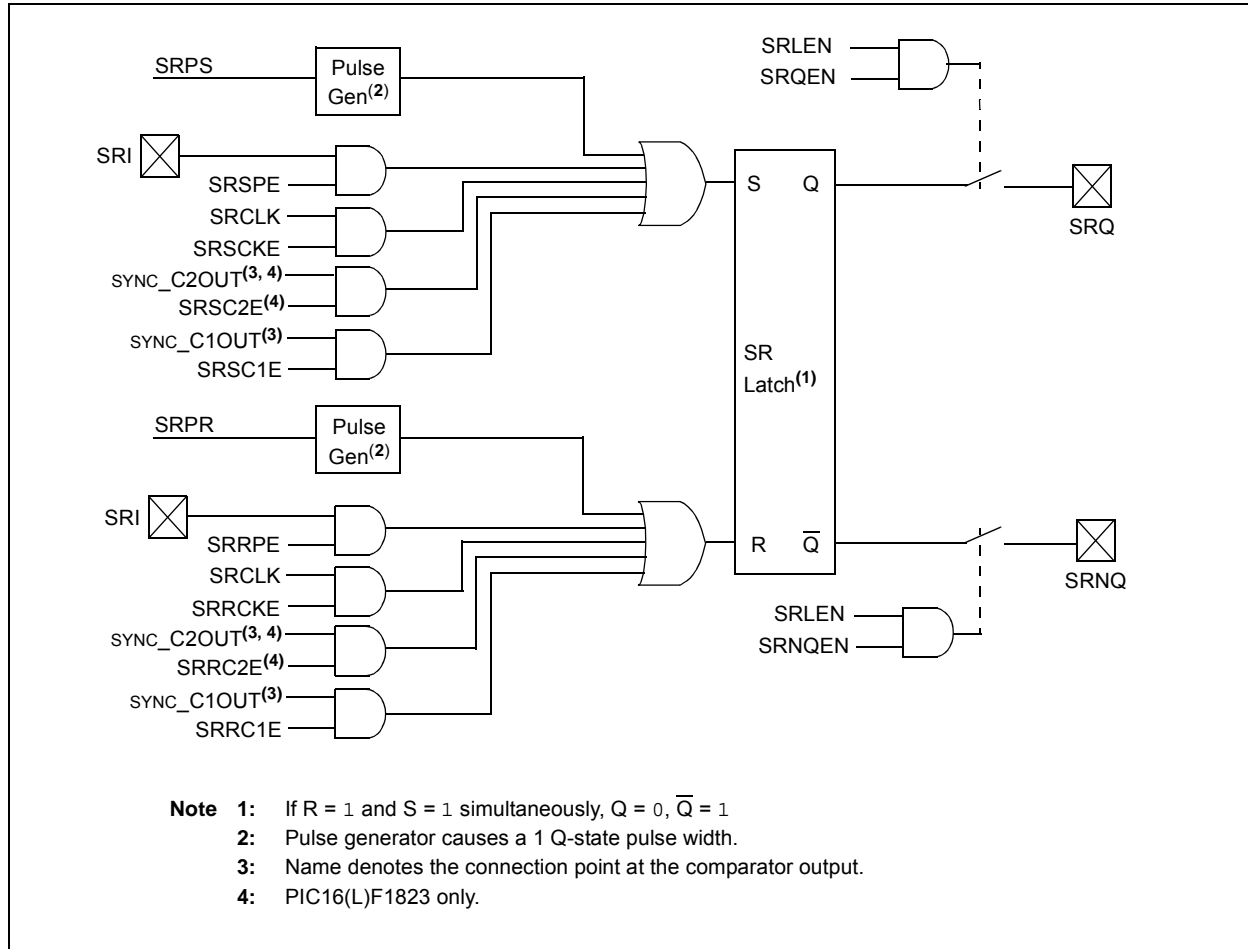 SRLEN
SRQEN
SRPS
Pulse
Gen(2)
SRI
SRSPE
SRCLK
SRSCKE
SYNC_C2OUT(3, 4)
SRSC2E(4)
SYNC_C1OUT(3)
SRSC1E
S Q
SRQ
SR
Latch(1)
SRPR
Pulse
Gen(2)
SRI
SRRPE
SRCLK
SRRCKE
SYNC_C2OUT(3, 4)
SRRC2E(4)
SYNC_C1OUT(3)
SRRC1E
R Q̅
SRNQ
SRLEN
SRNQEN
Note 1: If R = 1 and S = 1 simultaneously, Q = 0, Q̅ = 1
2: Pulse generator causes a 1 Q-state pulse width.
3: Name denotes the connection point at the comparator output.
4: PIC16(L)F1823 only.